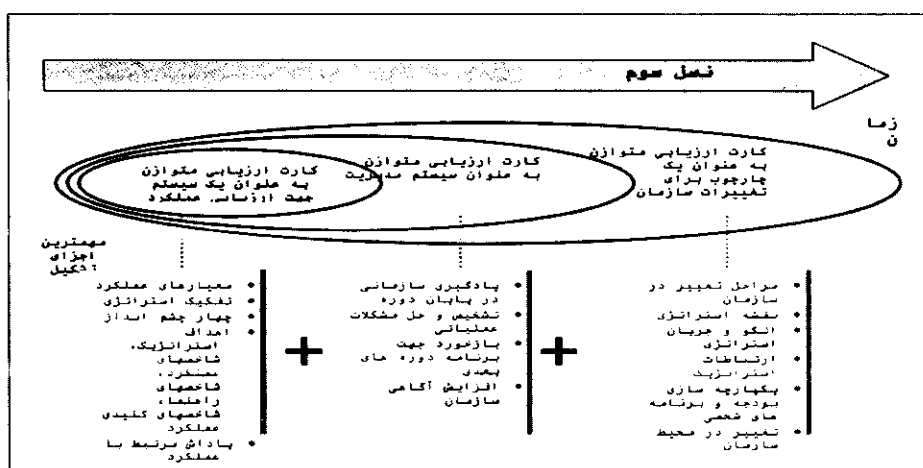 نسل سوم
زما
ن
کارت ارزیابی متوازن
به عنوان یک
چارچوب برای
تغییرات سازمان
کارت ارزیابی متوازن
به عنوان سیستم مدیریت
کارت ارزیابی متوازن
به عنوان یک سیستم
جهت ارزیابی عملکرد
مهمترین
اجزای
تشکیل
• معیارهای عملکرد
• تفکیک استراتژی
• چهار چشم انداز
• اهداف
استراتژیک،
شاخصهای
عملکرد،
شاخصهای
راهنما،
شاخصهای کلیدی
عملکرد
• پاداش مرتبط با
عملکرد
+
• یادگیری سازمانی
در پایان دوره
• تشخیص و حل مشکلات
عملیاتی
• بازخورد جهت
برنامه دوره های
بعدی
• افزایش آگاهی
سازمان
+
• مراحل تغییر در
سازمان
• نقشه استراتژی
• الگو و جریان
استراتژی
• ارتباطات
استراتژیک
• یکپارچه سازی
بودجه و برنامه
های شخصی
• تغییر در محیط
سازمان